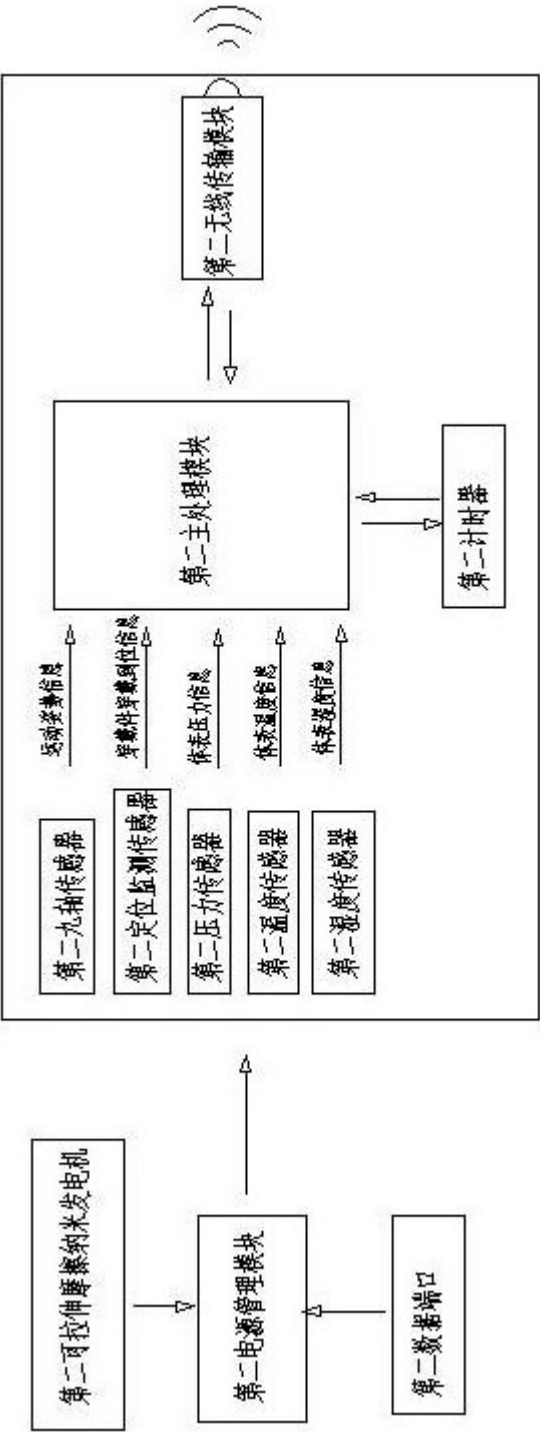 第二可拉伸摩擦纳米发电机
第二电源管理模块
第二数据端口
第二九轴传感器
第二定位监测传感器
第二压力传感器
第二温度传感器
第二湿度传感器
运动姿势信息
穿戴件穿戴到位信息
体表压力信息
体表温度信息
体表湿度信息
第二主处理模块
第二计时器
第二无线传输模块